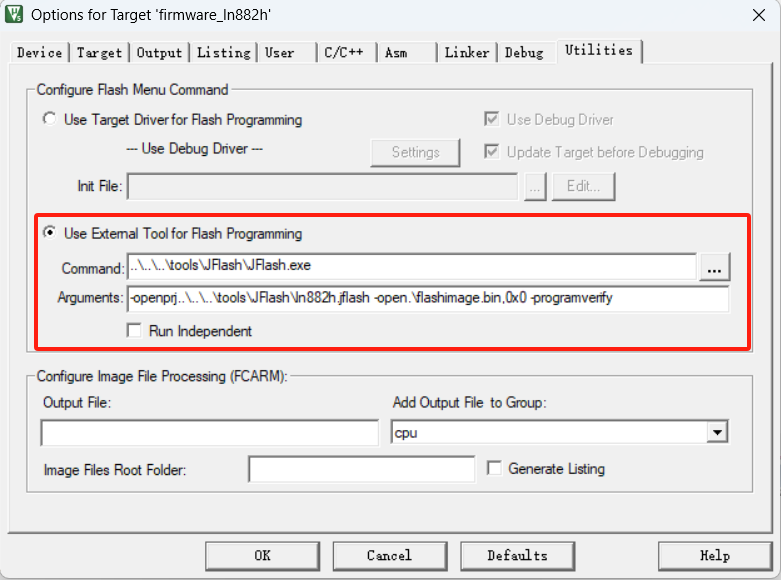 Options for Target 'firmware_ln882h'
Device Target Output Listing User C/C++ Asm Linker Debug Utilities
Configure Flash Menu Command
Use Target Driver for Flash Programming
Use Debug Driver
--- Use Debug Driver ---
Settings
Update Target before Debugging
Init File:
...
Edit...
Use External Tool for Flash Programming
Command: ..\..\..\tools\JFlash\JFlash.exe
...
Arguments: -openprj..\..\..\tools\JFlash\ln882h.jflash -open.\flashimage.bin,0x0 -programverify
Run Independent
Configure Image File Processing (FCARM):
Output File:
Add Output File to Group:
cpu
Image Files Root Folder:
Generate Listing
OK Cancel Defaults Help